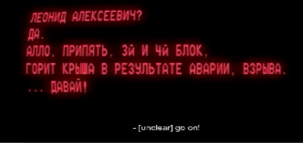 ЛЕОНИД АЛЕКСЕЕВИЧ?
ДА.
АЛЛО, ПРИПЯТЬ. 3Й И 4Й БЛОК,
ГОРИТ КРЫША В РЕЗУЛЬТАТЕ АВАРИИ, ВЗРЫВА.
... ДАВАЙ!
- [unclear] go on!